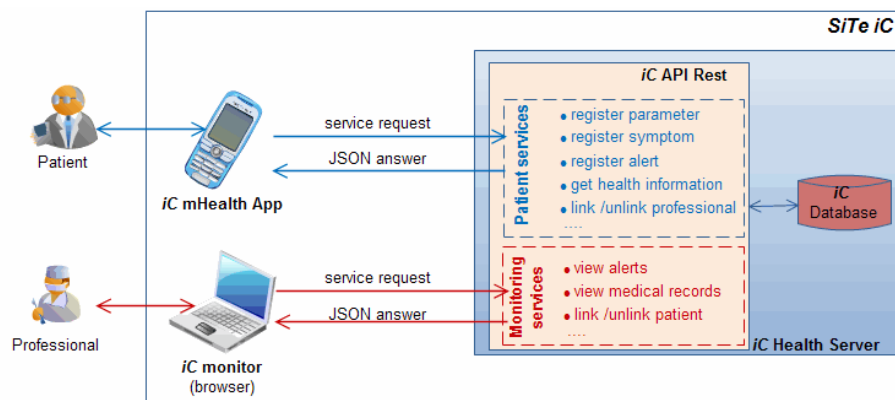 SiTe iC
iC API Rest
Patient services
• register parameter
• register symptom
• register alert
• get health information
• link /unlink professional
....
service request
JSON answer
Patient
iC mHealth App
iC
Database
Monitoring
services
• view alerts
• view medical records
• link /unlink patient
....
service request
JSON answer
Professional
iC monitor
(browser)
iC Health Server